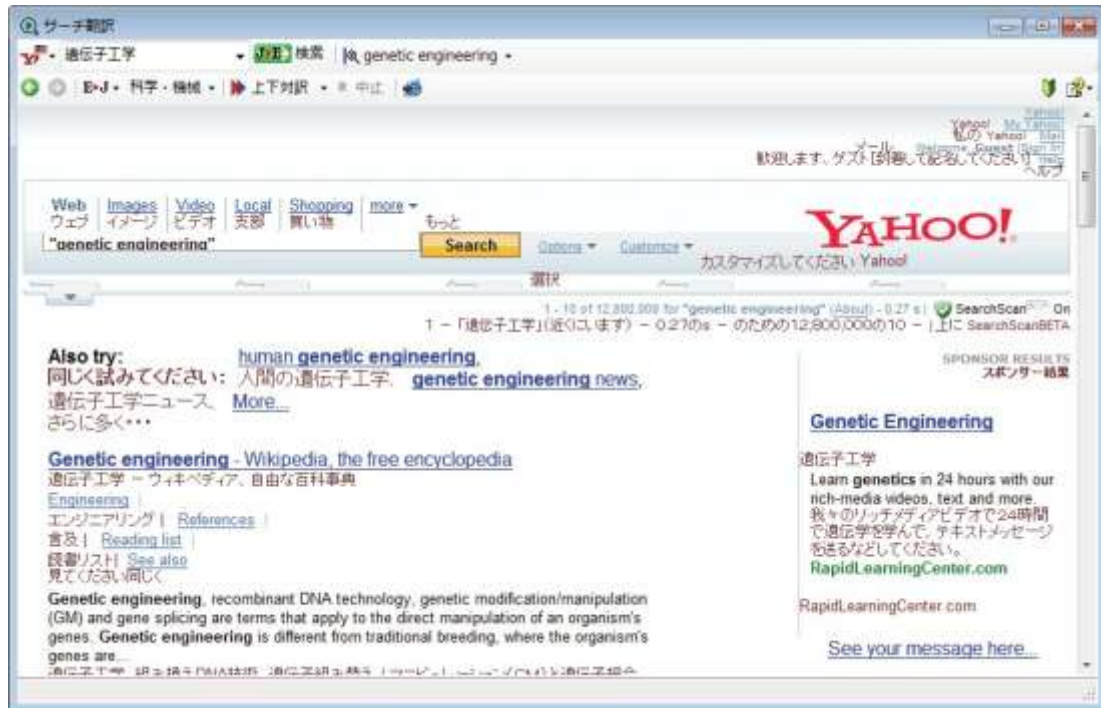 サーチ翻訳
遺伝子工学 検索 genetic engineering
E▸J 科学・機械 上下対訳 中止
Yahoo!
Yahoo! My Yahoo!
私の Yahoo! Mail
メール Welcome, Guest [Sign In]
歓迎します、ゲスト[封筒して記名してください] Help
ヘルプ
Web Images Video Local Shopping more
ウェブ イメージ ビデオ 支部 買い物 もっと
YAHOO!
"genetic engineering" Search Options Customize
カスタマイズしてください Yahoo!
選択
1 - 10 of 12,800,000 for "genetic engineering" (About) - 0.27 s | SearchScan BETA On
1 - 「遺伝子工学」(近くにいます) - 0.27のs - のための12,800,000の10 - | 上に SearchScanBETA
Also try: human genetic engineering,
同じく試みてください: 人間の遺伝子工学、 genetic engineering news,
遺伝子工学ニュース、 More...
さらに多く・・・
SPONSOR RESULTS
スポンサー結果
Genetic engineering - Wikipedia, the free encyclopedia
遺伝子工学 - ウィキペディア、自由な百科事典
Engineering |
エンジニアリング | References |
言及 | Reading list |
読書リスト| See also
見てください同じく
Genetic engineering, recombinant DNA technology, genetic modification/manipulation
(GM) and gene splicing are terms that apply to the direct manipulation of an organism's
genes. Genetic engineering is different from traditional breeding, where the organism's
genes are...
Genetic Engineering
遺伝子工学
Learn genetics in 24 hours with our
rich-media videos, text and more.
我々のリッチメディアビデオで24時間
で遺伝学を学んで、テキストメッセージ
を送るなどしてください。
RapidLearningCenter.com
RapidLearningCenter.com
See your message here...